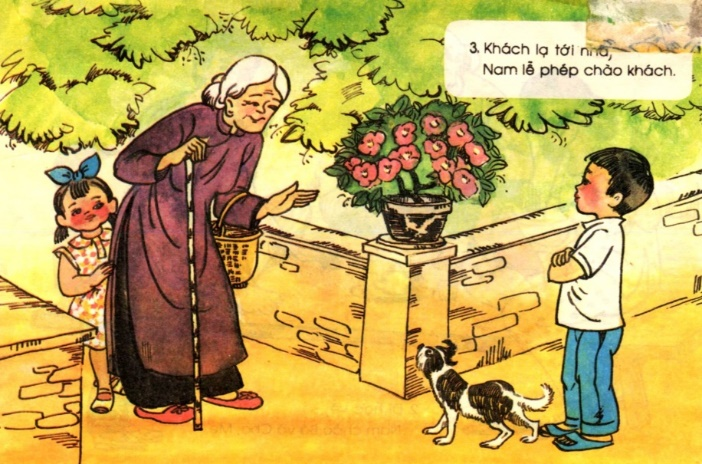 3. Khách lạ tới nhà,
Nam lễ phép chào khách.